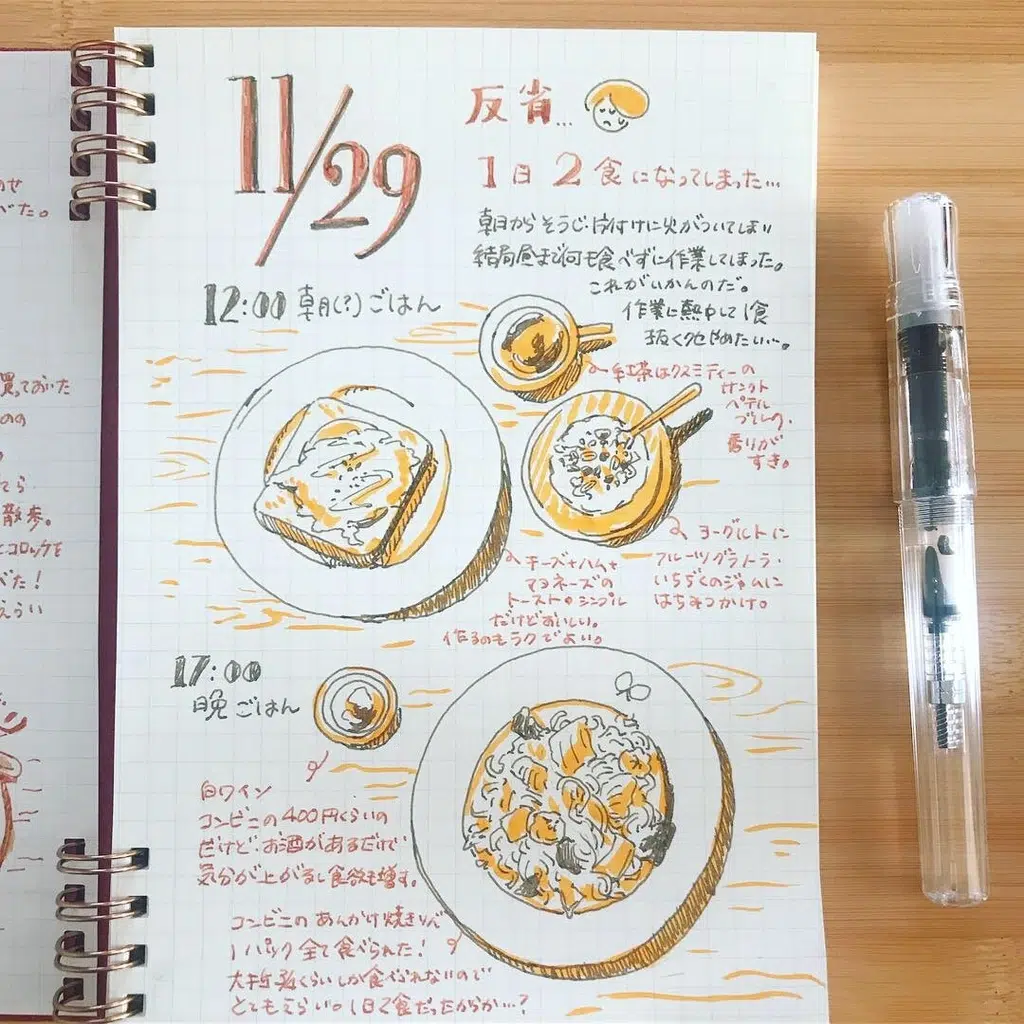 のせ
べた。
買っておいた
のの
てら
散歩。
とコロッケを
べた！
えらい
11/29
反省…
1日2食になってしまった…
朝からそうじ・片付けに火がついてしまい
結局昼まで何も食べずに作業してしまった。
これがいかんのだ。
作業に熱中して1食
抜くクセやめたい…。
12:00 朝(?)ごはん
紅茶はクスミティーの
サンクト
ペテル
ブルクの。
香りが
すき。
ヨーグルトに
フルーツグラノラ・
いちぢくのジャムに
はちみつかけ。
チーズ+ハム+
マヨネーズの
トースト。シンプル
だけどおいしい。
作るのもラクでよい。
17:00
晩ごはん
白ワイン
コンビニの400円くらいの
だけど、お酒があるだけで
気分が上がるし食欲も増す。
コンビニのあんかけ焼きそば
1パック全て食べられた！
大抵半分くらいしか食べられないので
とてもえらい。1日2食だったからか…?